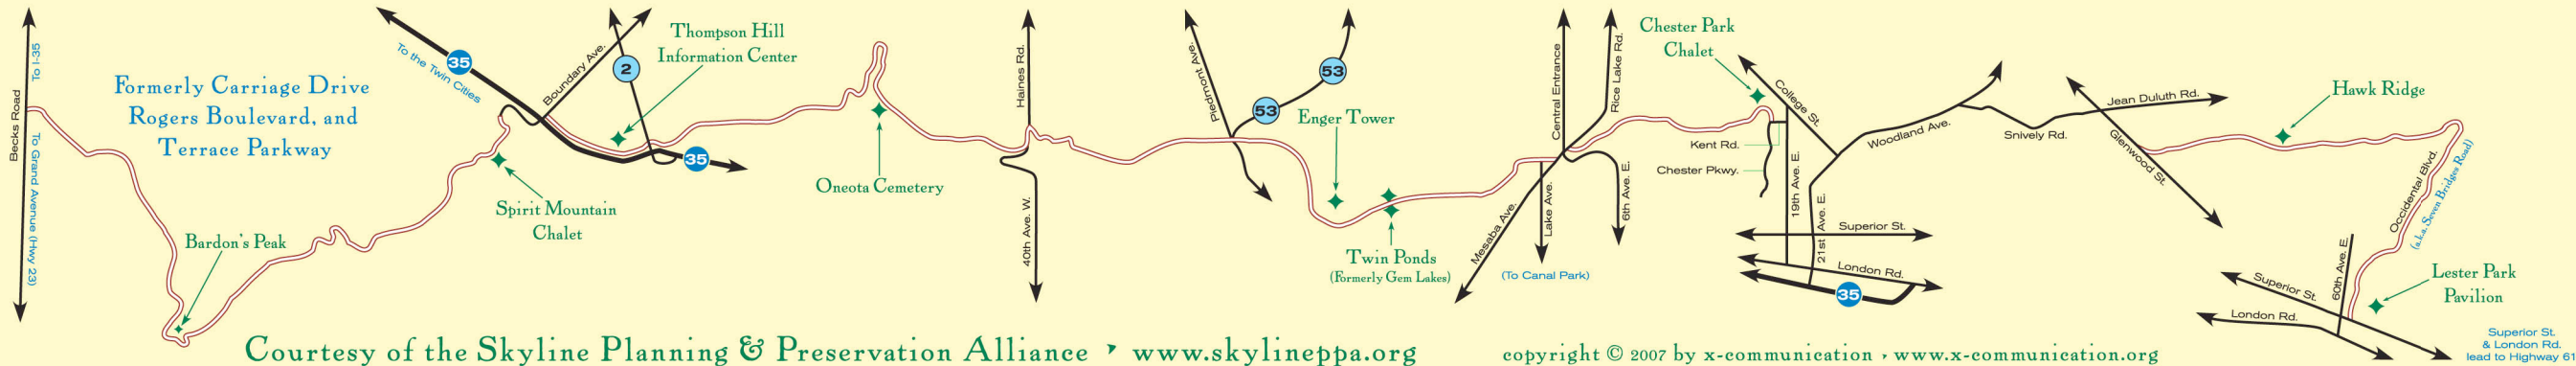 Becks Road
To I-35
To Grand Avenue (Hwy 23)
Formerly Carriage Drive
Rogers Boulevard, and
Terrace Parkway
Bardon's Peak
To the Twin Cities
35
Boundary Ave.
2
Thompson Hill
Information Center
35
Spirit Mountain
Chalet
Oneota Cemetery
Haines Rd.
40th Ave. W.
Piedmont Ave.
53
53
Enger Tower
Twin Ponds
(Formerly Gem Lakes)
Central Entrance
Rice Lake Rd.
Mesaba Ave.
Lake Ave.
(To Canal Park)
6th Ave. E.
Chester Park
Chalet
College St.
Kent Rd.
Chester Pkwy.
19th Ave. E.
21st Ave. E.
Superior St.
London Rd.
35
Woodland Ave.
Snively Rd.
Jean Duluth Rd.
Glenwood St.
Hawk Ridge
Occidental Blvd.
(a.k.a. Seven Bridges Road)
60th Ave. E.
Superior St.
London Rd.
Lester Park
Pavilion
Superior St.
& London Rd.
lead to Highway 61
Courtesy of the Skyline Planning & Preservation Alliance • www.skylineppa.org
copyright © 2007 by x-communication • www.x-communication.org